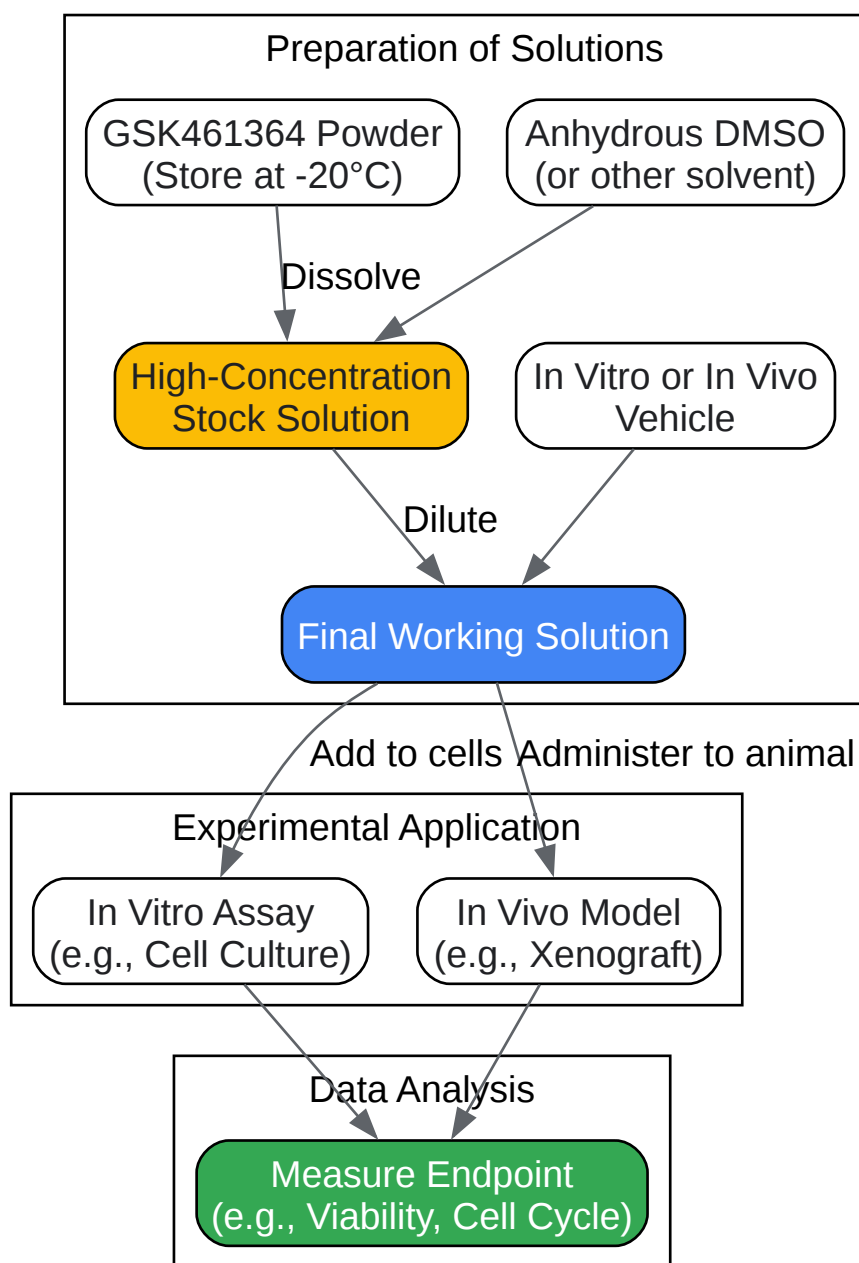 Preparation of Solutions
GSK461364 Powder
(Store at -20°C)
Anhydrous DMSO
(or other solvent)
Dissolve
High-Concentration
Stock Solution
In Vitro or In Vivo
Vehicle
Dilute
Final Working Solution
Add to cells
Administer to animal
Experimental Application
In Vitro Assay
(e.g., Cell Culture)
In Vivo Model
(e.g., Xenograft)
Data Analysis
Measure Endpoint
(e.g., Viability, Cell Cycle)